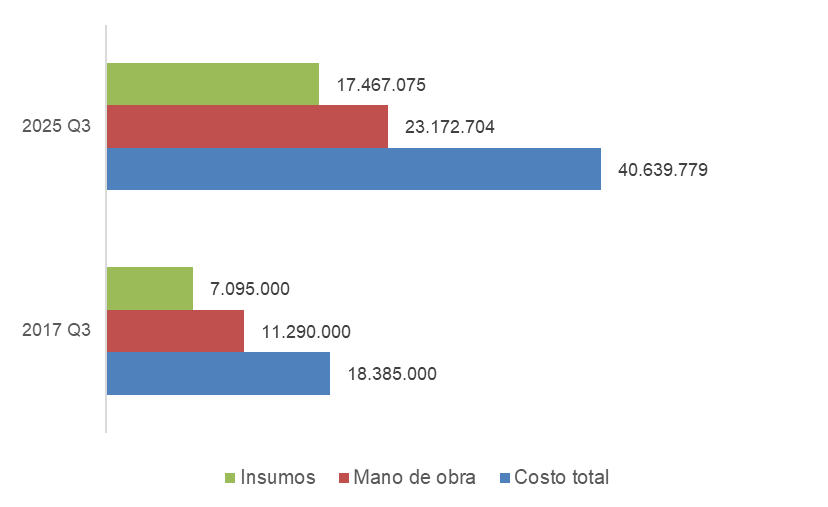 17.467.075
2025 Q3
23.172.704
40.639.779
7.095.000
2017 Q3
11.290.000
18.385.000
Insumos Mano de obra Costo total